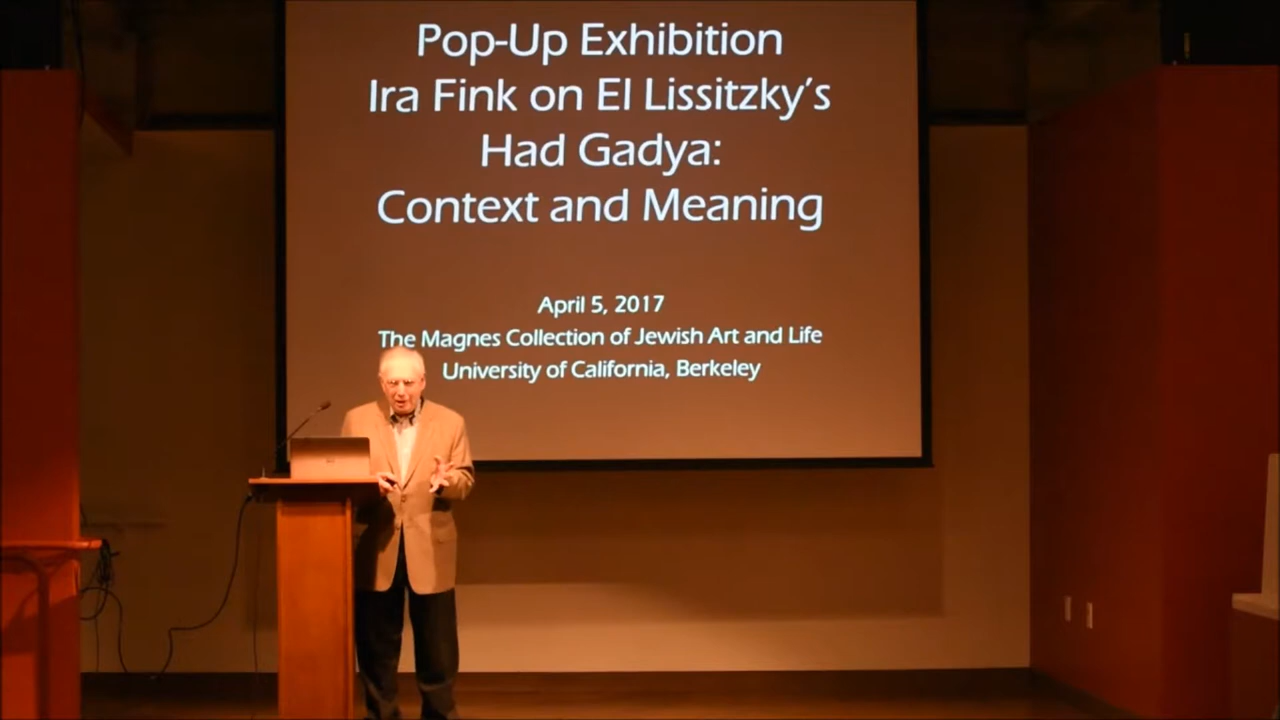 Pop-Up Exhibition
Ira Fink on El Lissitzky's
Had Gadya:
Context and Meaning
April 5, 2017
The Magnes Collection of Jewish Art and Life
University of California, Berkeley